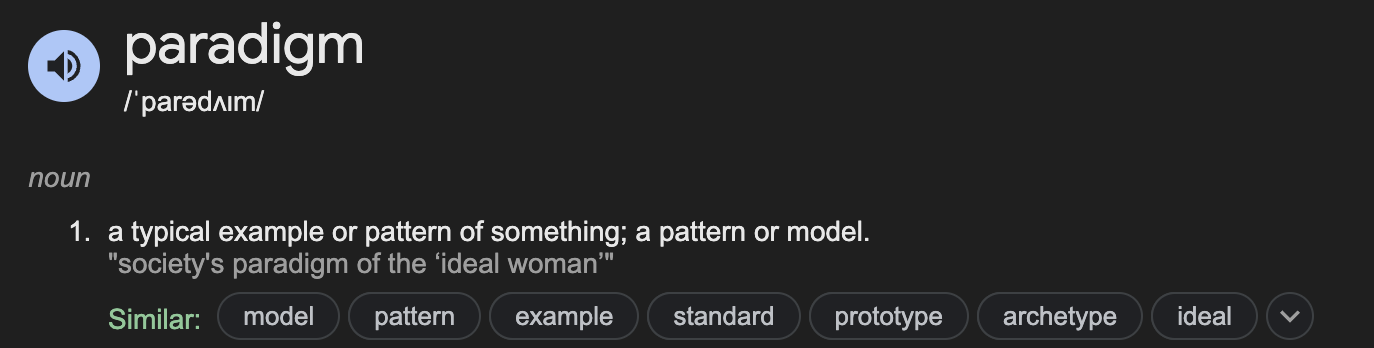 paradigm
/ˈparədʌɪm/
noun
1. a typical example or pattern of something; a pattern or model.
"society's paradigm of the ‘ideal woman’"
Similar: model pattern example standard prototype archetype ideal